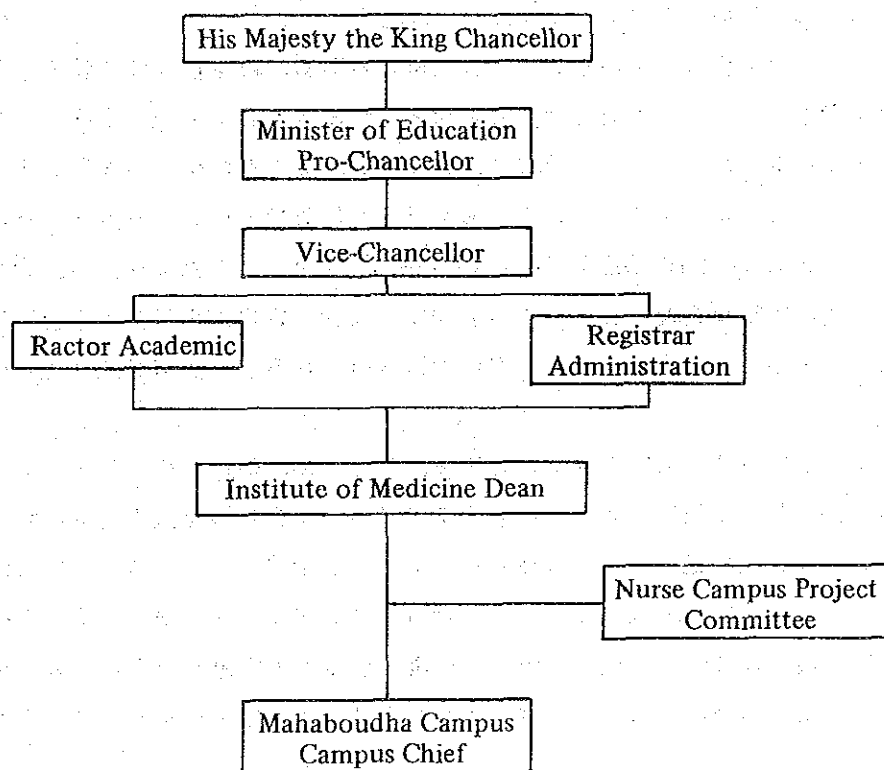 His Majesty the King Chancellor
Minister of Education
Pro-Chancellor
Vice-Chancellor
Ractor Academic
Registrar
Administration
Institute of Medicine Dean
Nurse Campus Project
Committee
Mahaboudha Campus
Campus Chief